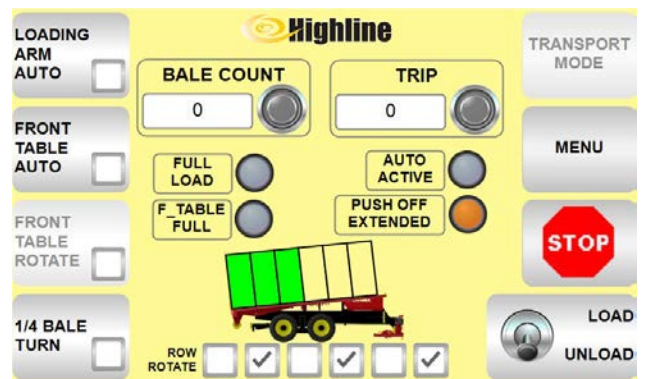 LOADING
ARM
AUTO
Highline
TRANSPORT
MODE
BALE COUNT
0
TRIP
0
FRONT
TABLE
AUTO
MENU
FULL
LOAD
AUTO
ACTIVE
F_TABLE
FULL
PUSH OFF
EXTENDED
FRONT
TABLE
ROTATE
STOP
1/4 BALE
TURN
LOAD
UNLOAD
ROW
ROTATE